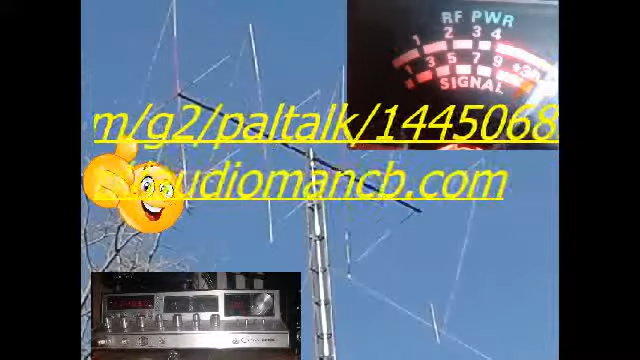 RF PWR
1 2 3 4
1 3 5 7 9 +30
SIGNAL
m/g2/paltalk/1445068
udiomancb.com